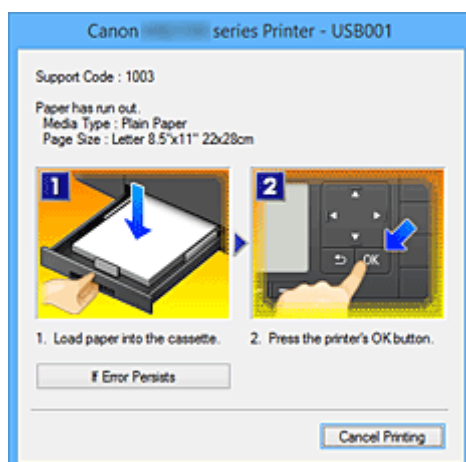 Canon series Printer - USB001
Support Code : 1003
Paper has run out.
Media Type : Plain Paper
Page Size : Letter 8.5"x11" 22x28cm
1
2
OK
1. Load paper into the cassette.
2. Press the printer's OK button.
If Error Persists
Cancel Printing